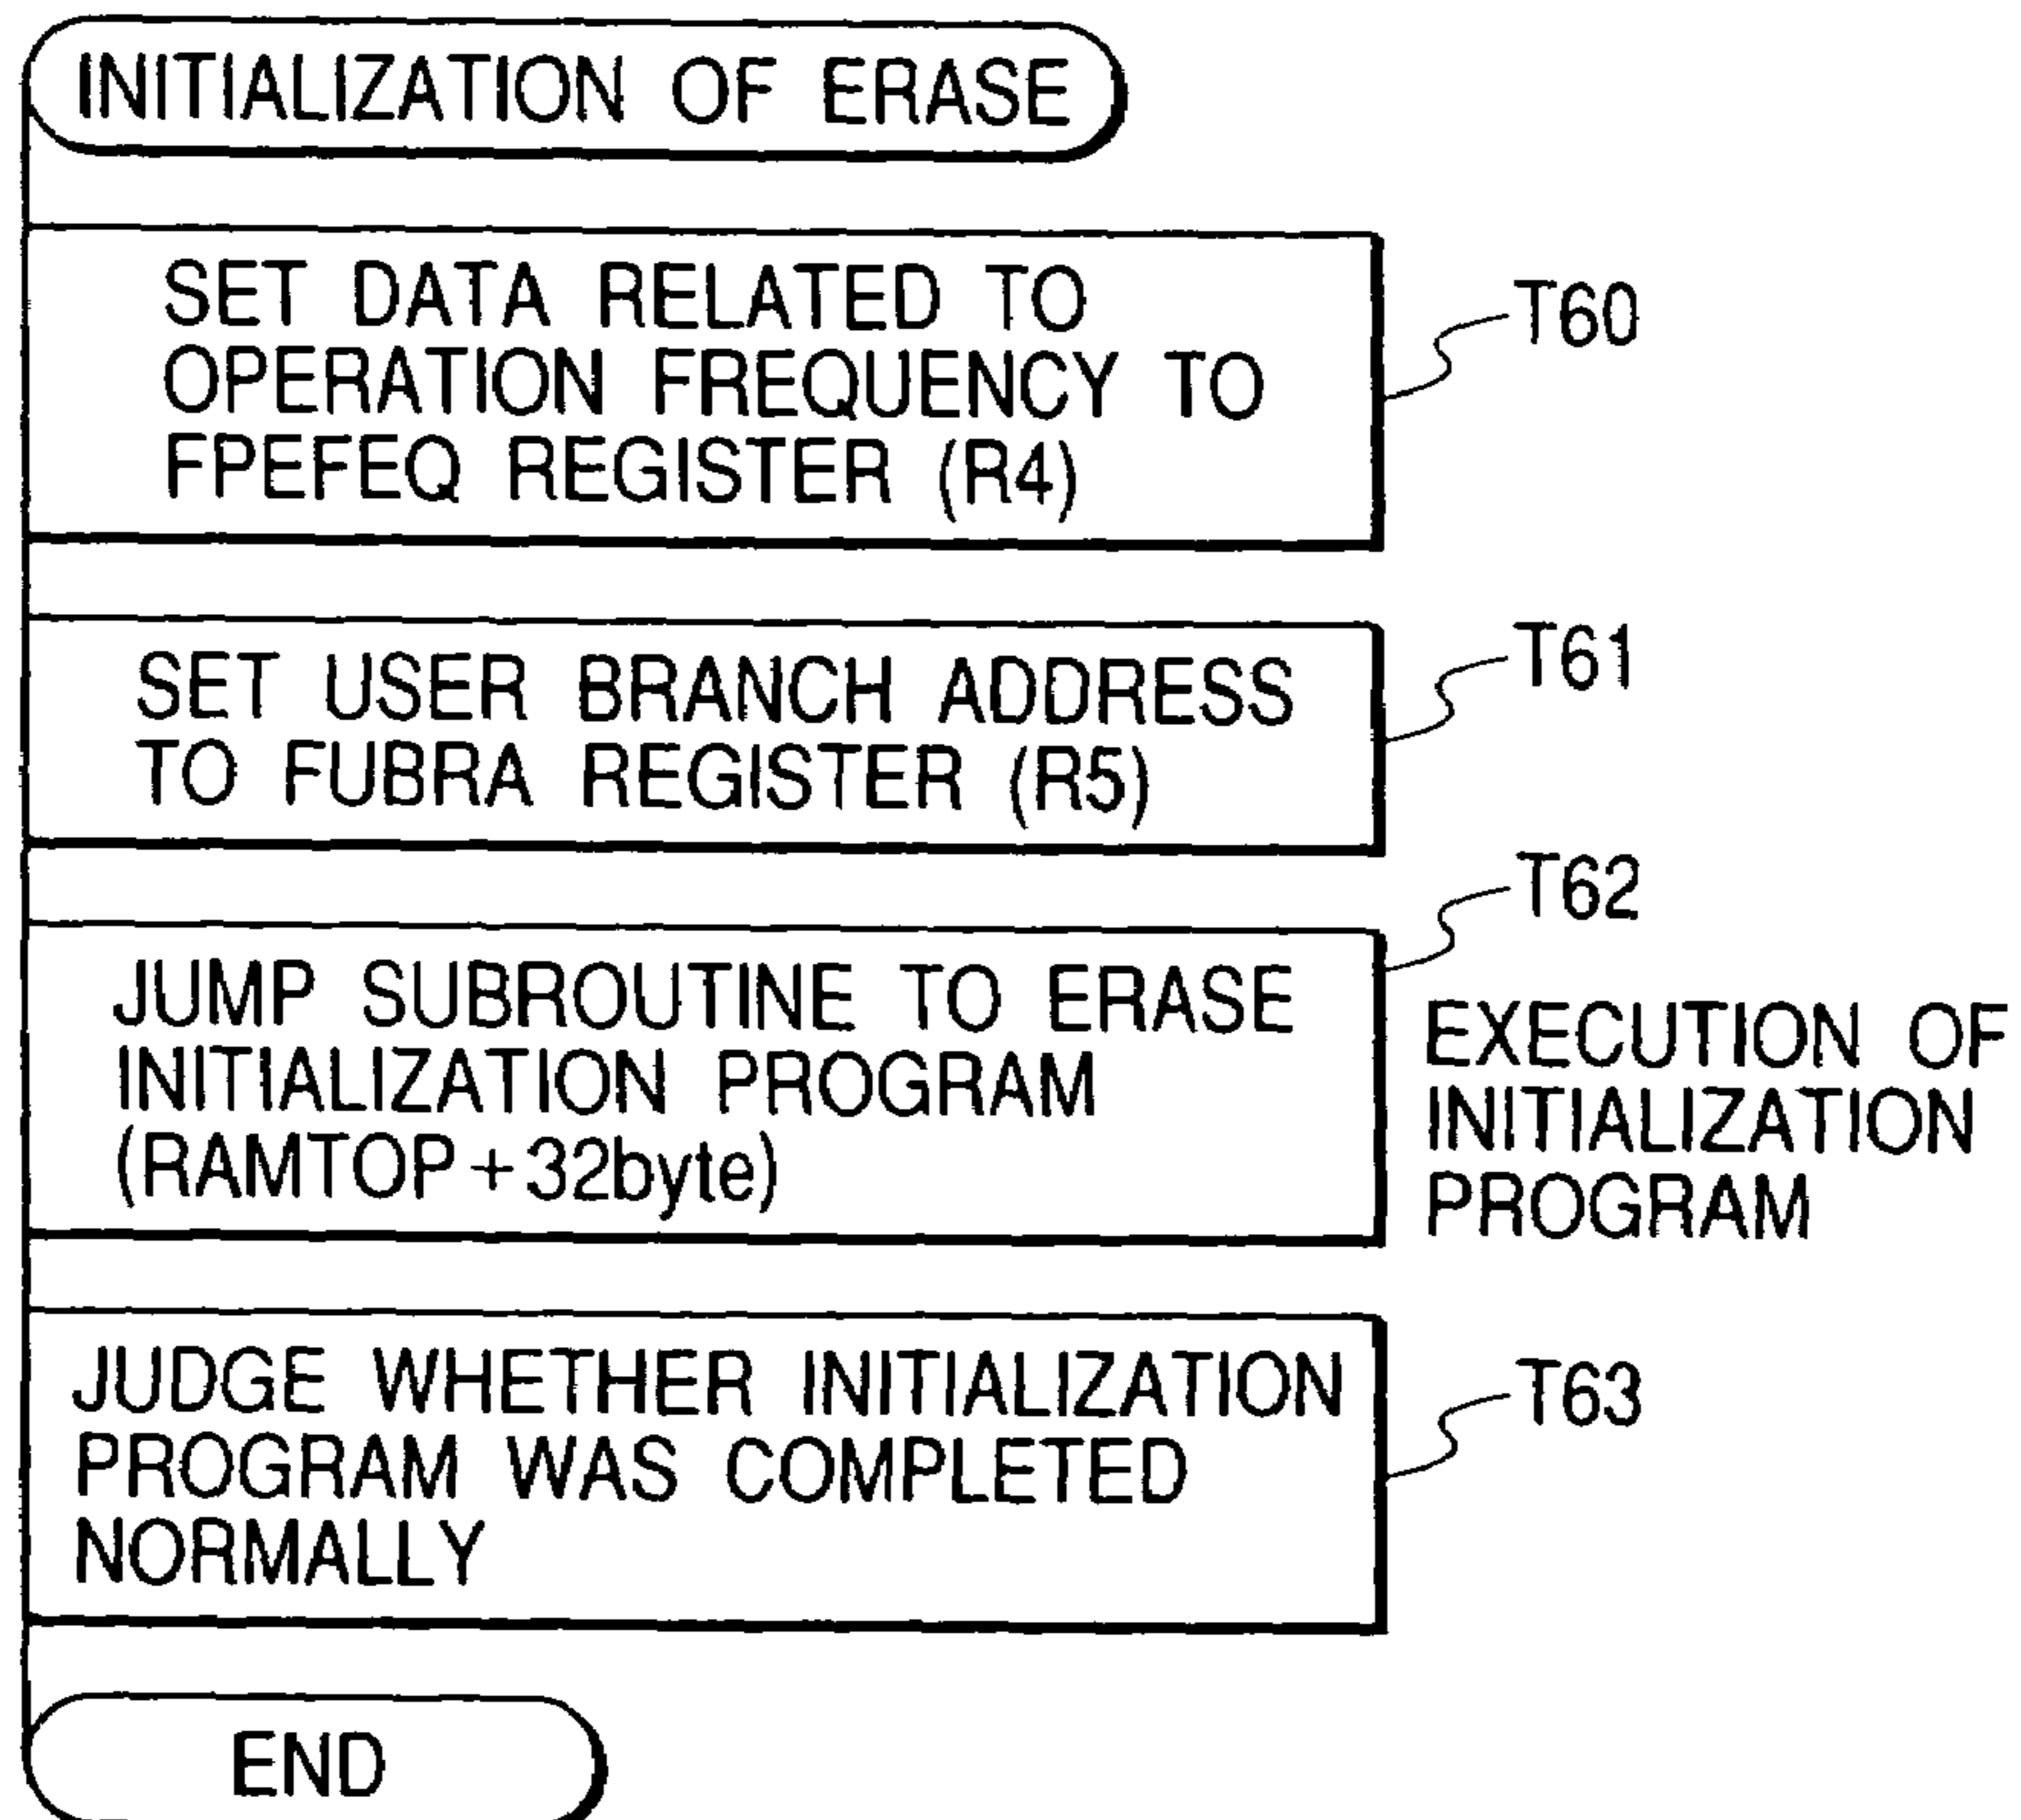 INITIALIZATION OF ERASE
SET DATA RELATED TO
OPERATION FREQUENCY TO
FPEFEQ REGISTER (R4)
T60
SET USER BRANCH ADDRESS
TO FUBRA REGISTER (R5)
T61
T62
JUMP SUBROUTINE TO ERASE
INITIALIZATION PROGRAM
(RAMTOP+32byte)
EXECUTION OF
INITIALIZATION
PROGRAM
JUDGE WHETHER INITIALIZATION
PROGRAM WAS COMPLETED
NORMALLY
T63
END